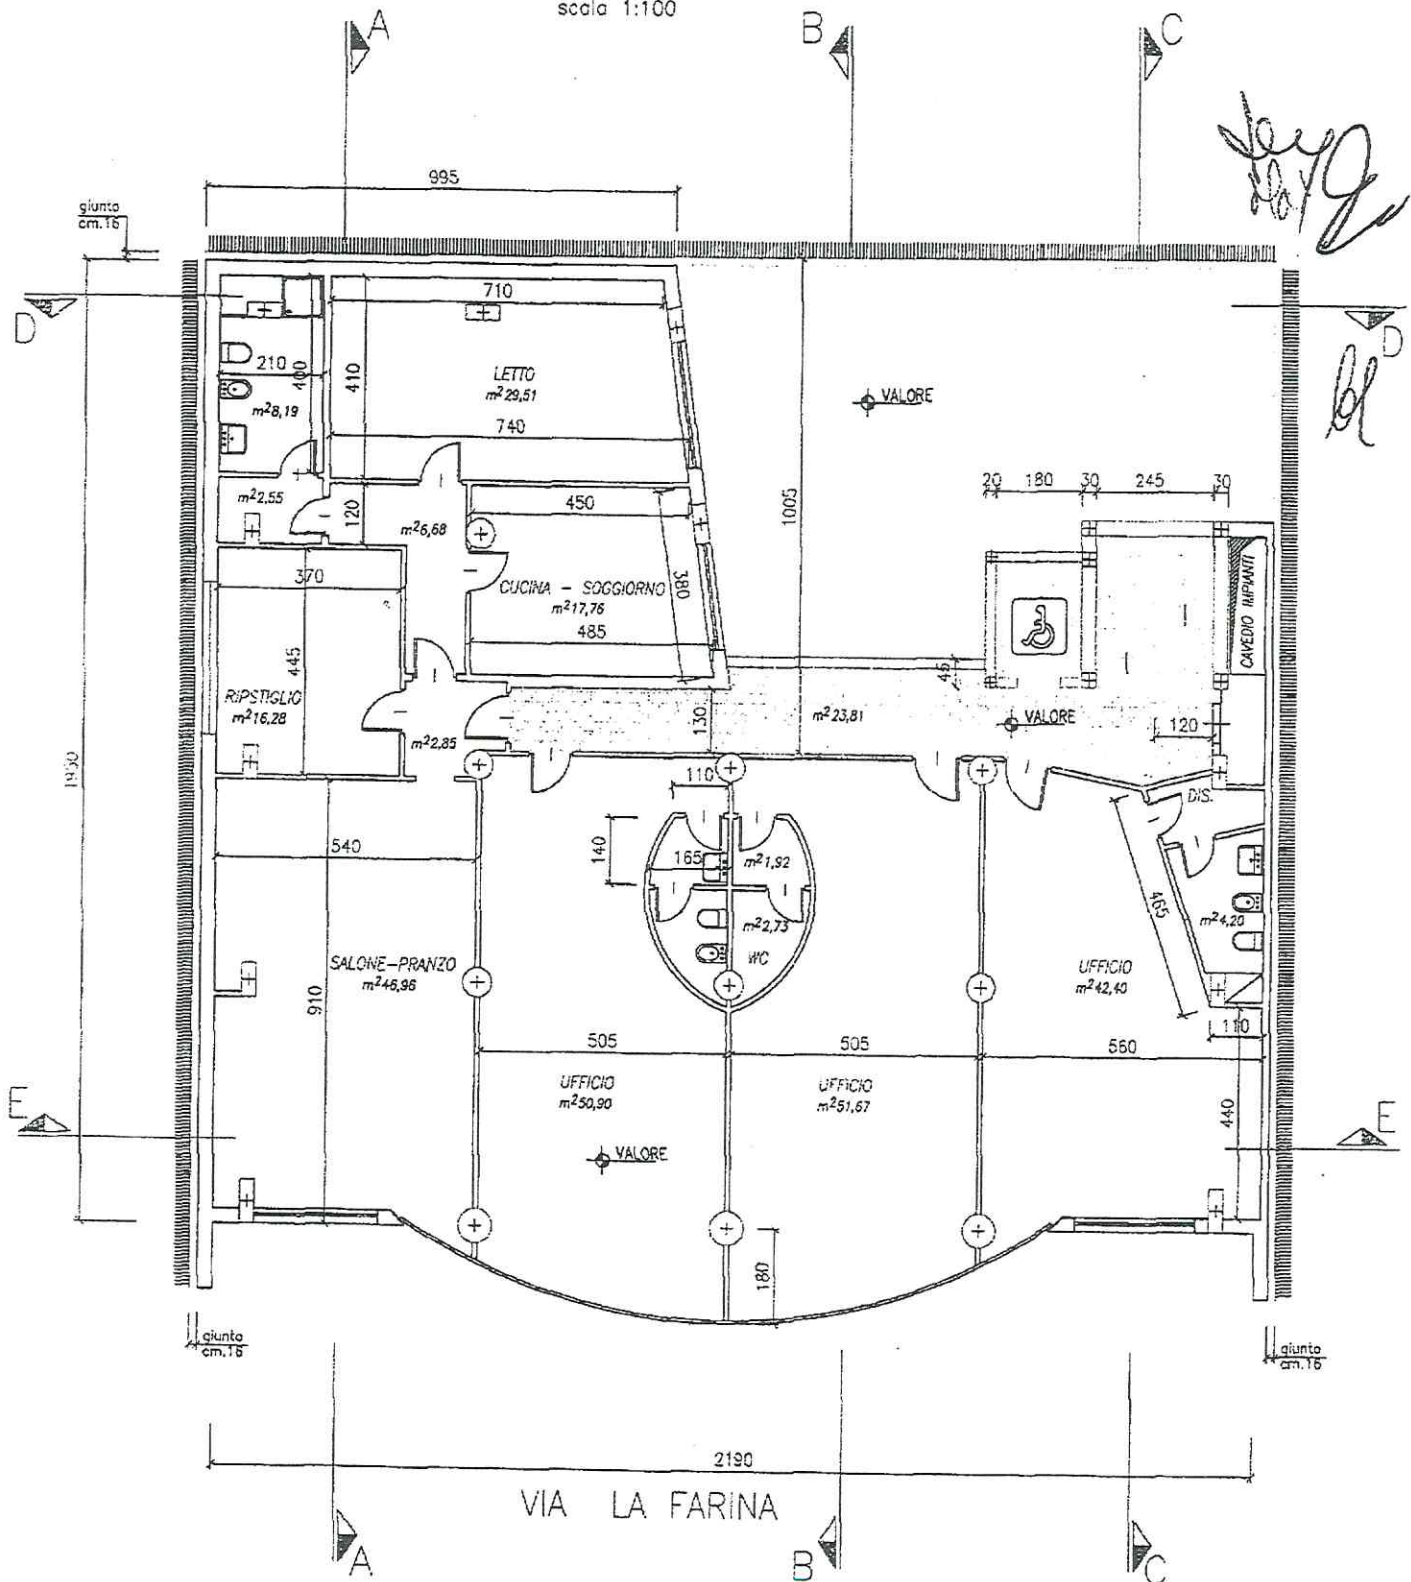 scala 1:100
A
B
C
995
giunto
cm.16
D
D
710
210
400
410
LETTO
m² 29,51
m² 8,19
VALORE
740
20
180
30
245
30
m² 2,55
120
450
m² 6,68
1005
370
CUCINA - SOGGIORNO
m² 17,76
380
CAVEDIO IMPIANTI
485
445
45
RIPSTIGLIO
m² 16,28
130
m² 23,81
VALORE
120
m² 2,85
110
DIS.
540
140
165
m² 1,92
465
m² 2,73
m² 4,20
WC
SALONE-PRANZO
m² 46,96
910
UFFICIO
m² 42,40
110
505
505
560
UFFICIO
m² 50,90
UFFICIO
m² 51,67
440
E
E
VALORE
180
giunto
cm.16
giunto
cm.16
2190
VIA LA FARINA
A
B
C